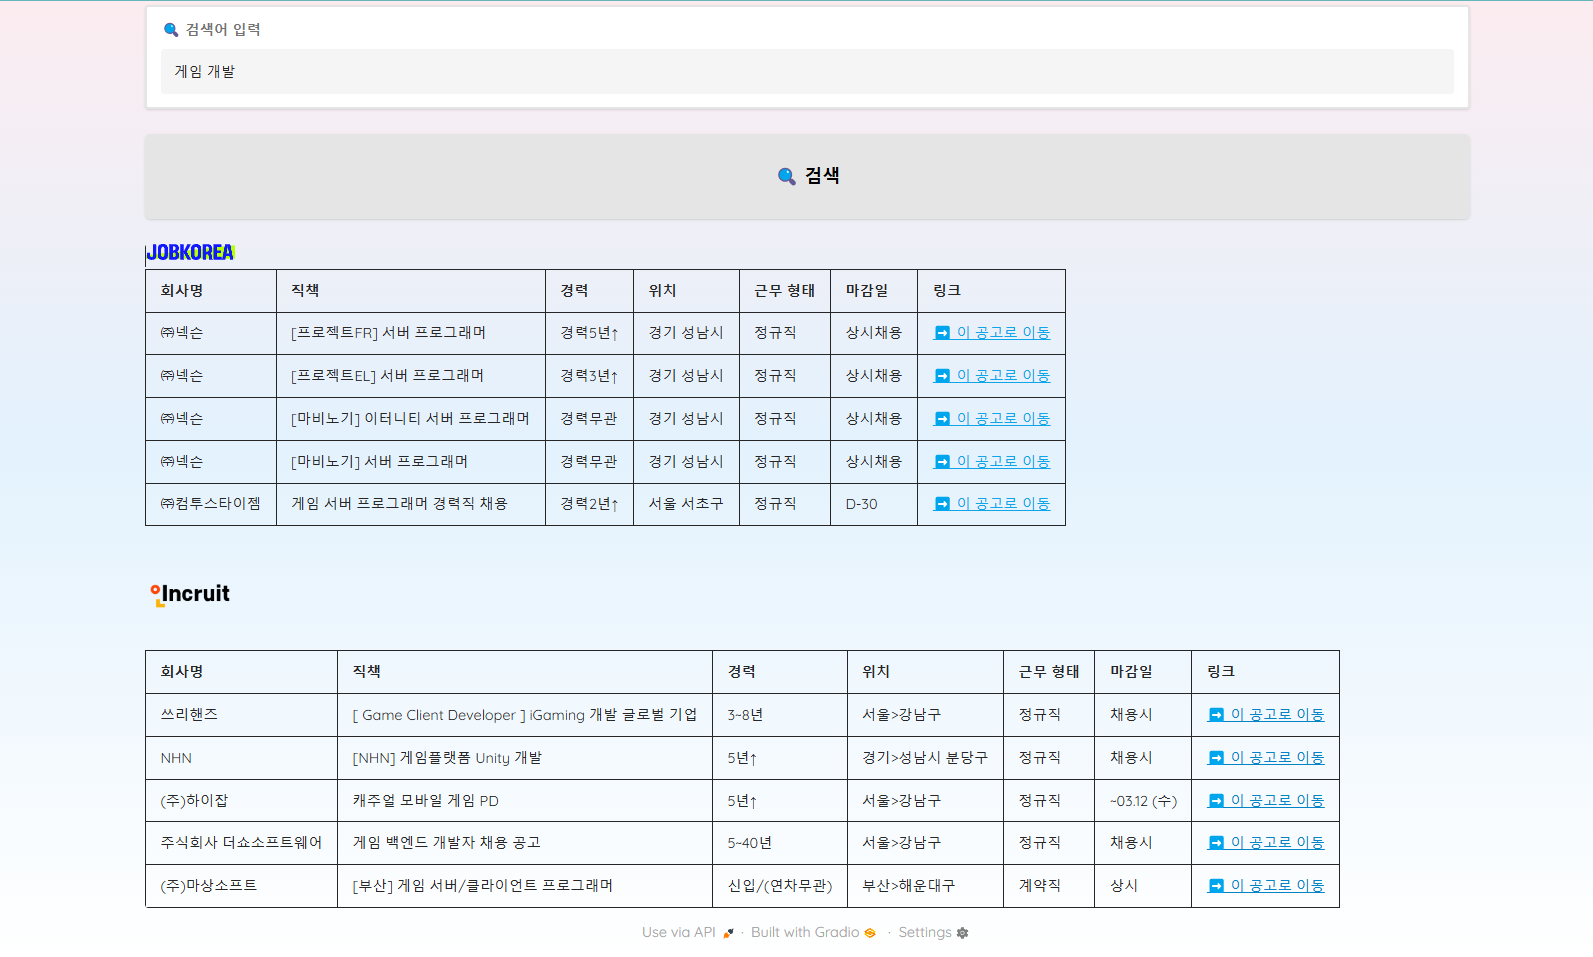 🔍 검색어 입력
게임 개발
🔍 검색
JOBKOREA
회사명 직책 경력 위치 근무 형태 마감일 링크
㈜넥슨 [프로젝트FR] 서버 프로그래머 경력5년↑ 경기 성남시 정규직 상시채용 ➡️ 이 공고로 이동
㈜넥슨 [프로젝트EL] 서버 프로그래머 경력3년↑ 경기 성남시 정규직 상시채용 ➡️ 이 공고로 이동
㈜넥슨 [마비노기] 이터니티 서버 프로그래머 경력무관 경기 성남시 정규직 상시채용 ➡️ 이 공고로 이동
㈜넥슨 [마비노기] 서버 프로그래머 경력무관 경기 성남시 정규직 상시채용 ➡️ 이 공고로 이동
㈜컴투스타이젬 게임 서버 프로그래머 경력직 채용 경력2년↑ 서울 서초구 정규직 D-30 ➡️ 이 공고로 이동
Incruit
회사명 직책 경력 위치 근무 형태 마감일 링크
쓰리핸즈 [ Game Client Developer ] iGaming 개발 글로벌 기업 3~8년 서울>강남구 정규직 채용시 ➡️ 이 공고로 이동
NHN [NHN] 게임플랫폼 Unity 개발 5년↑ 경기>성남시 분당구 정규직 채용시 ➡️ 이 공고로 이동
(주)하이잡 캐주얼 모바일 게임 PD 5년↑ 서울>강남구 정규직 ~03.12 (수) ➡️ 이 공고로 이동
주식회사 더쇼소프트웨어 게임 백엔드 개발자 채용 공고 5~40년 서울>강남구 정규직 채용시 ➡️ 이 공고로 이동
(주)마상소프트 [부산] 게임 서버/클라이언트 프로그래머 신입/(연차무관) 부산>해운대구 계약직 상시 ➡️ 이 공고로 이동
Use via API · Built with Gradio · Settings